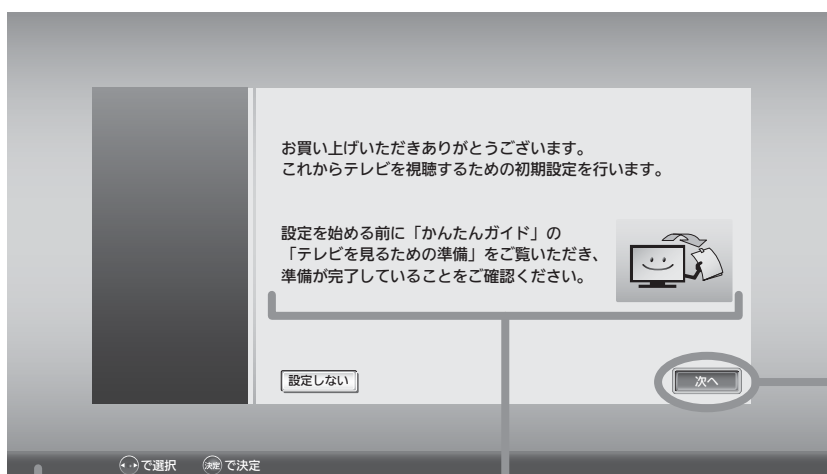 お買い上げいただきありがとうございます。
これからテレビを視聴するための初期設定を行います。
設定を始める前に「かんたんガイド」の
「テレビを見るための準備」をご覧いただき、
準備が完了していることをご確認ください。
設定しない
次へ
で選択 決定 で決定